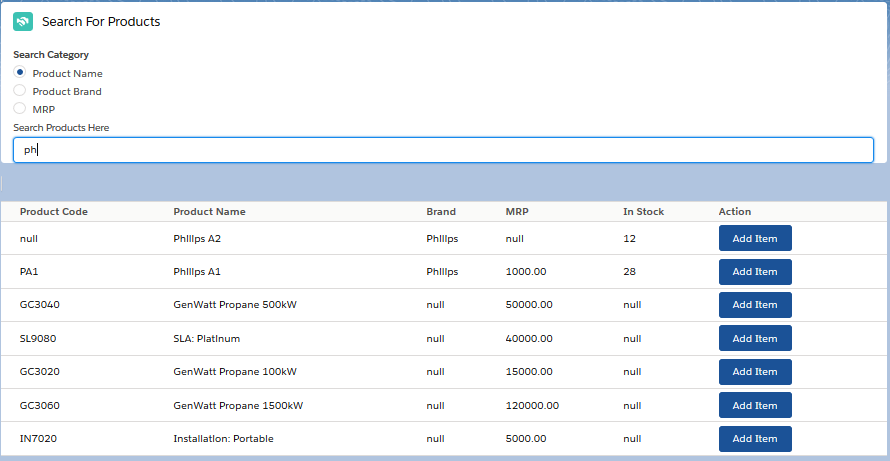 Search For Products
Search Category
Product Name
Product Brand
MRP
Search Products Here
ph
Product Code Product Name Brand MRP In Stock Action
null Philips A2 Philips null 12 Add Item
PA1 Philips A1 Philips 1000.00 28 Add Item
GC3040 GenWatt Propane 500kW null 50000.00 null Add Item
SL9080 SLA: Platinum null 40000.00 null Add Item
GC3020 GenWatt Propane 100kW null 15000.00 null Add Item
GC3060 GenWatt Propane 1500kW null 120000.00 null Add Item
IN7020 Installation: Portable null 5000.00 null Add Item